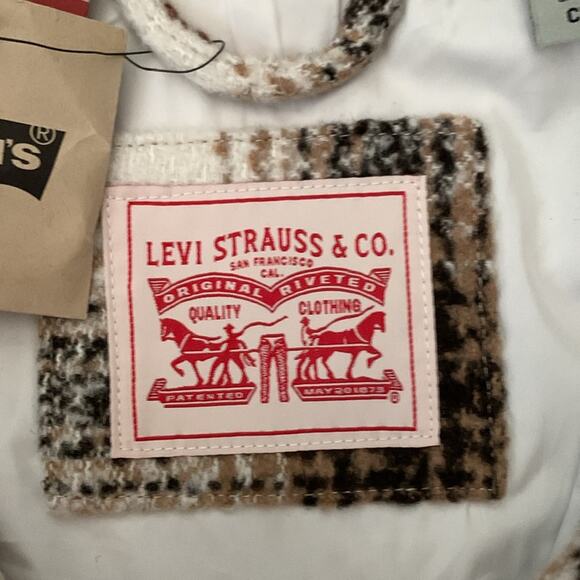 's®
LEVI STRAUSS & CO.
SAN FRANCISCO
CAL.
ORIGINAL RIVETED
QUALITY CLOTHING
PATENTED MAY 20 1873